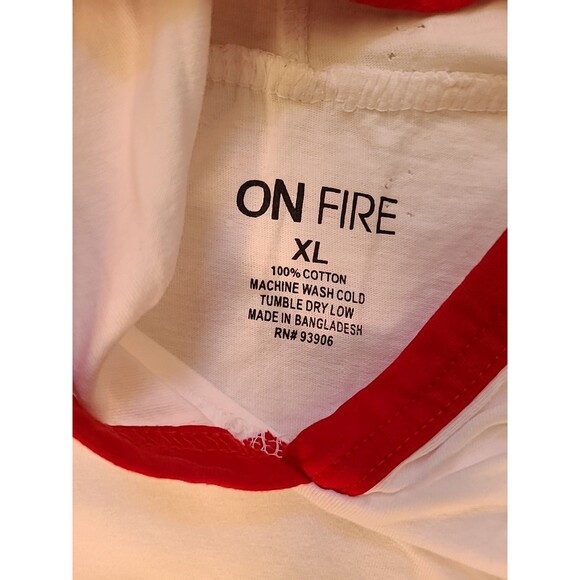 ON FIRE
XL
100% COTTON
MACHINE WASH COLD
TUMBLE DRY LOW
MADE IN BANGLADESH
RN# 93906